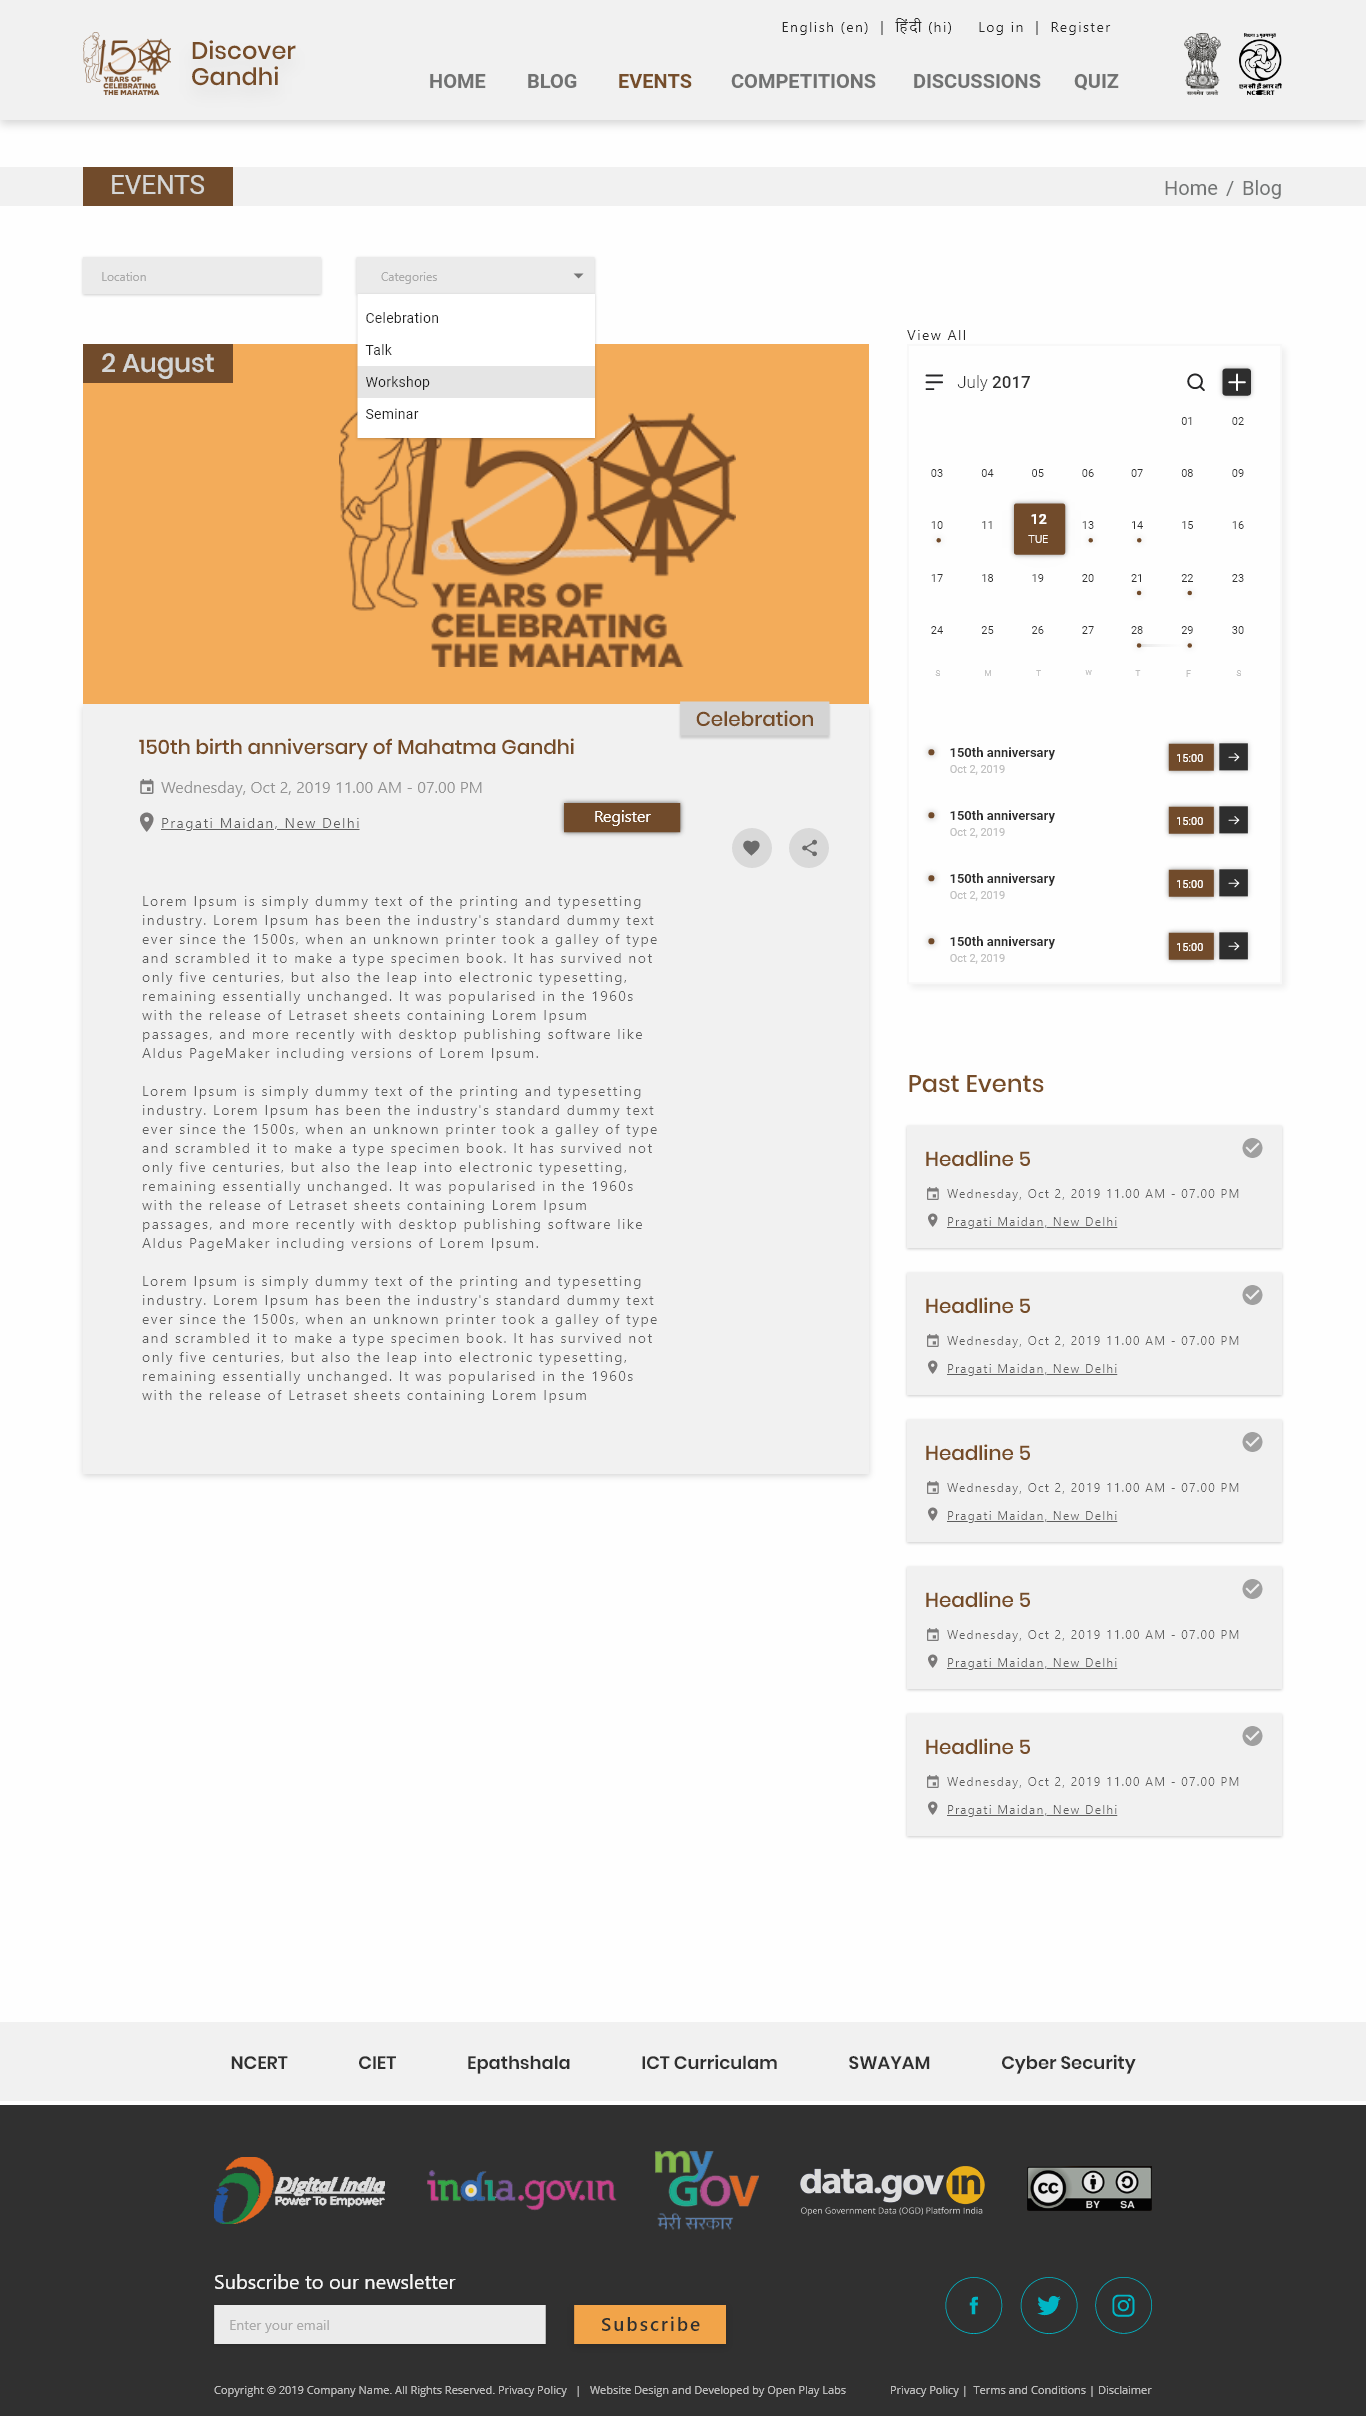 English (en) | हिंदी (hi) Log in | Register
150
YEARS OF
CELEBRATING
THE MAHATMA
Discover
Gandhi
HOME BLOG EVENTS COMPETITIONS DISCUSSIONS QUIZ
सत्यमेव जयते
एन सी ई आर टी
NCERT
EVENTS
Home / Blog
Location
Categories
Celebration
Talk
Workshop
Seminar
2 August
150
YEARS OF
CELEBRATING
THE MAHATMA
Celebration
150th birth anniversary of Mahatma Gandhi
Wednesday, Oct 2, 2019 11.00 AM - 07.00 PM
Pragati Maidan, New Delhi
Register
Lorem Ipsum is simply dummy text of the printing and typesetting
industry. Lorem Ipsum has been the industry's standard dummy text
ever since the 1500s, when an unknown printer took a galley of type
and scrambled it to make a type specimen book. It has survived not
only five centuries, but also the leap into electronic typesetting,
remaining essentially unchanged. It was popularised in the 1960s
with the release of Letraset sheets containing Lorem Ipsum
passages, and more recently with desktop publishing software like
Aldus PageMaker including versions of Lorem Ipsum.
Lorem Ipsum is simply dummy text of the printing and typesetting
industry. Lorem Ipsum has been the industry's standard dummy text
ever since the 1500s, when an unknown printer took a galley of type
and scrambled it to make a type specimen book. It has survived not
only five centuries, but also the leap into electronic typesetting,
remaining essentially unchanged. It was popularised in the 1960s
with the release of Letraset sheets containing Lorem Ipsum
passages, and more recently with desktop publishing software like
Aldus PageMaker including versions of Lorem Ipsum.
Lorem Ipsum is simply dummy text of the printing and typesetting
industry. Lorem Ipsum has been the industry's standard dummy text
ever since the 1500s, when an unknown printer took a galley of type
and scrambled it to make a type specimen book. It has survived not
only five centuries, but also the leap into electronic typesetting,
remaining essentially unchanged. It was popularised in the 1960s
with the release of Letraset sheets containing Lorem Ipsum
View All
July 2017
01 02
03 04 05 06 07 08 09
10 11 12 13 14 15 16
TUE
17 18 19 20 21 22 23
24 25 26 27 28 29 30
S M T W T F S
150th anniversary 15:00
Oct 2, 2019
150th anniversary 15:00
Oct 2, 2019
150th anniversary 15:00
Oct 2, 2019
150th anniversary 15:00
Oct 2, 2019
Past Events
Headline 5
Wednesday, Oct 2, 2019 11.00 AM - 07.00 PM
Pragati Maidan, New Delhi
Headline 5
Wednesday, Oct 2, 2019 11.00 AM - 07.00 PM
Pragati Maidan, New Delhi
Headline 5
Wednesday, Oct 2, 2019 11.00 AM - 07.00 PM
Pragati Maidan, New Delhi
Headline 5
Wednesday, Oct 2, 2019 11.00 AM - 07.00 PM
Pragati Maidan, New Delhi
Headline 5
Wednesday, Oct 2, 2019 11.00 AM - 07.00 PM
Pragati Maidan, New Delhi
NCERT CIET Epathshala ICT Curriculam SWAYAM Cyber Security
Digital India
Power To Empower
india.gov.in
my
GOV
मेरी सरकार
data.gov in
Open Government Data (OGD) Platform India
cc BY SA
Subscribe to our newsletter
Enter your email
Subscribe
Copyright © 2019 Company Name. All Rights Reserved. Privacy Policy | Website Design and Developed by Open Play Labs Privacy Policy | Terms and Conditions | Disclaimer